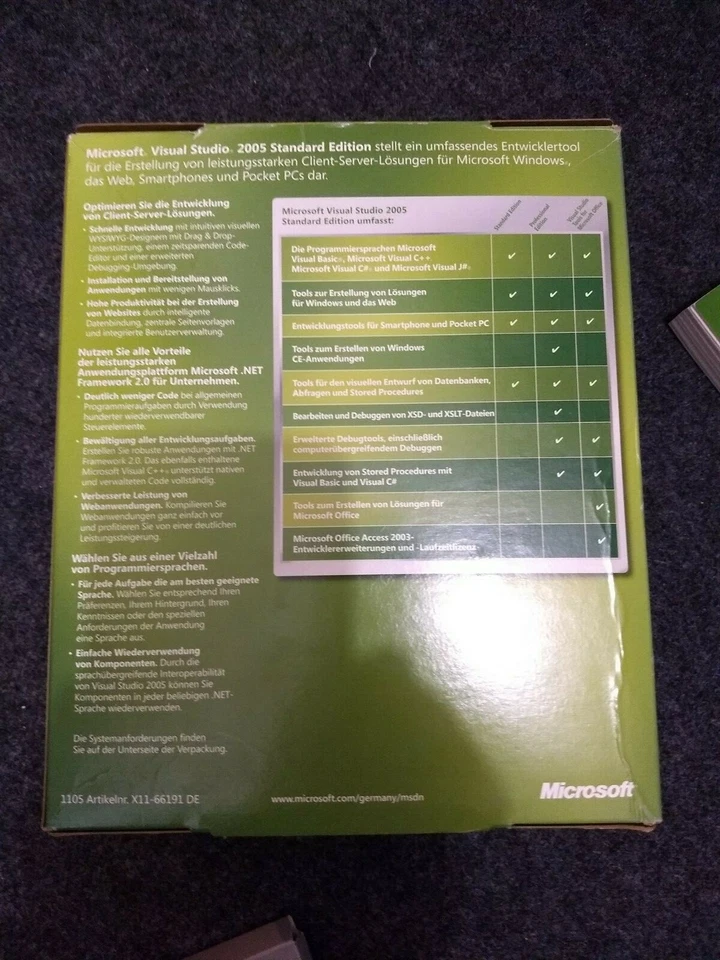 Microsoft® Visual Studio® 2005 Standard Edition stellt ein umfassendes Entwicklertool
für die Erstellung von leistungsstarken Client-Server-Lösungen für Microsoft Windows®,
das Web, Smartphones und Pocket PCs dar.
Optimieren Sie die Entwicklung
von Client-Server-Lösungen.
• Schnelle Entwicklung mit intuitiven visuellen
WYSIWYG-Designern mit Drag & Drop-
Unterstützung, einem zeitsparenden Code-
Editor und einer erweiterten
Debugging-Umgebung.
• Installation und Bereitstellung von
Anwendungen mit wenigen Mausklicks.
• Hohe Produktivität bei der Erstellung
von Websites durch intelligente
Datenbindung, zentrale Seitenvorlagen
und integrierte Benutzerverwaltung.
Nutzen Sie alle Vorteile
der leistungsstarken
Anwendungsplattform Microsoft .NET
Framework 2.0 für Unternehmen.
• Deutlich weniger Code bei allgemeinen
Programmieraufgaben durch Verwendung
hunderter wiederverwendbarer
Steuerelemente.
• Bewältigung aller Entwicklungsaufgaben.
Erstellen Sie robuste Anwendungen mit .NET
Framework 2.0. Das ebenfalls enthaltene
Microsoft Visual C++® unterstützt nativen
und verwalteten Code vollständig.
• Verbesserte Leistung von
Webanwendungen. Kompilieren Sie
Webanwendungen ganz einfach vor
und profitieren Sie von einer deutlichen
Leistungssteigerung.
Wählen Sie aus einer Vielzahl
von Programmiersprachen.
• Für jede Aufgabe die am besten geeignete
Sprache. Wählen Sie entsprechend Ihren
Präferenzen, Ihrem Hintergrund, Ihren
Kenntnissen oder den speziellen
Anforderungen der Anwendung
eine Sprache aus.
• Einfache Wiederverwendung
von Komponenten. Durch die
sprachübergreifende Interoperabilität
von Visual Studio 2005 können Sie
Komponenten in jeder beliebigen .NET-
Sprache wiederverwenden.
Die Systemanforderungen finden
Sie auf der Unterseite der Verpackung.
Microsoft Visual Studio 2005
Standard Edition umfasst:
Standard Edition
Professional
Edition
Visual Studio
Tools for
Microsoft Office
Die Programmiersprachen Microsoft
Visual Basic®, Microsoft Visual C++
Microsoft Visual C#® und Microsoft Visual J#® ✓ ✓ ✓
Tools zur Erstellung von Lösungen
für Windows und das Web ✓ ✓ ✓
Entwicklungstools für Smartphone und Pocket PC ✓ ✓ ✓
Tools zum Erstellen von Windows
CE-Anwendungen ✓
Tools für den visuellen Entwurf von Datenbanken,
Abfragen und Stored Procedures ✓ ✓ ✓
Bearbeiten und Debuggen von XSD- und XSLT-Dateien ✓
Erweiterte Debugtools, einschließlich
computerübergreifendem Debuggen ✓ ✓
Entwicklung von Stored Procedures mit
Visual Basic und Visual C# ✓ ✓
Tools zum Erstellen von Lösungen für
Microsoft Office ✓
Microsoft Office Access 2003-
Entwicklererweiterungen und -Laufzeitlizenz ✓
1105 Artikelnr. X11-66191 DE
www.microsoft.com/germany/msdn
Microsoft